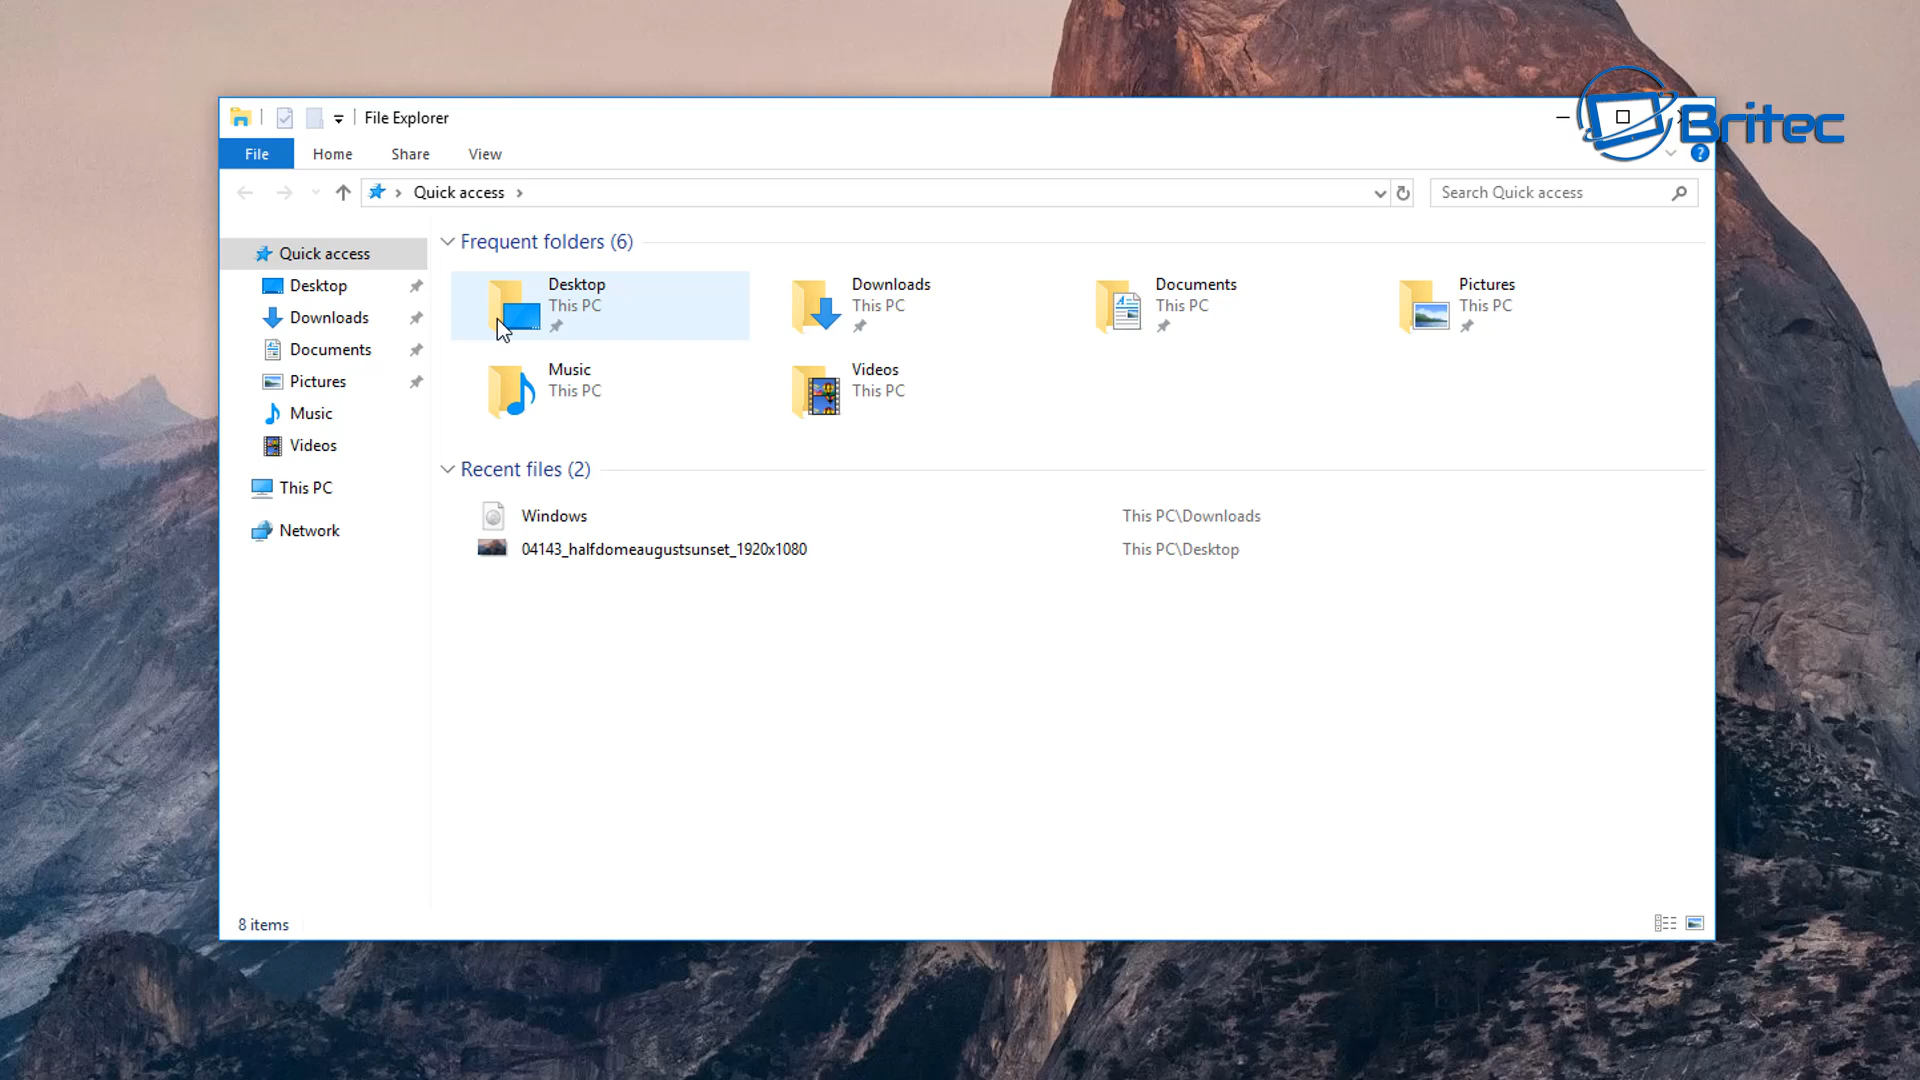 File Explorer
Britec
File Home Share View
Quick access
Search Quick access
Quick access
Desktop
Downloads
Documents
Pictures
Music
Videos
This PC
Network
Frequent folders (6)
Desktop
This PC
Downloads
This PC
Documents
This PC
Pictures
This PC
Music
This PC
Videos
This PC
Recent files (2)
Windows This PC\Downloads
04143_halfdomeaugustsunset_1920x1080 This PC\Desktop
8 items